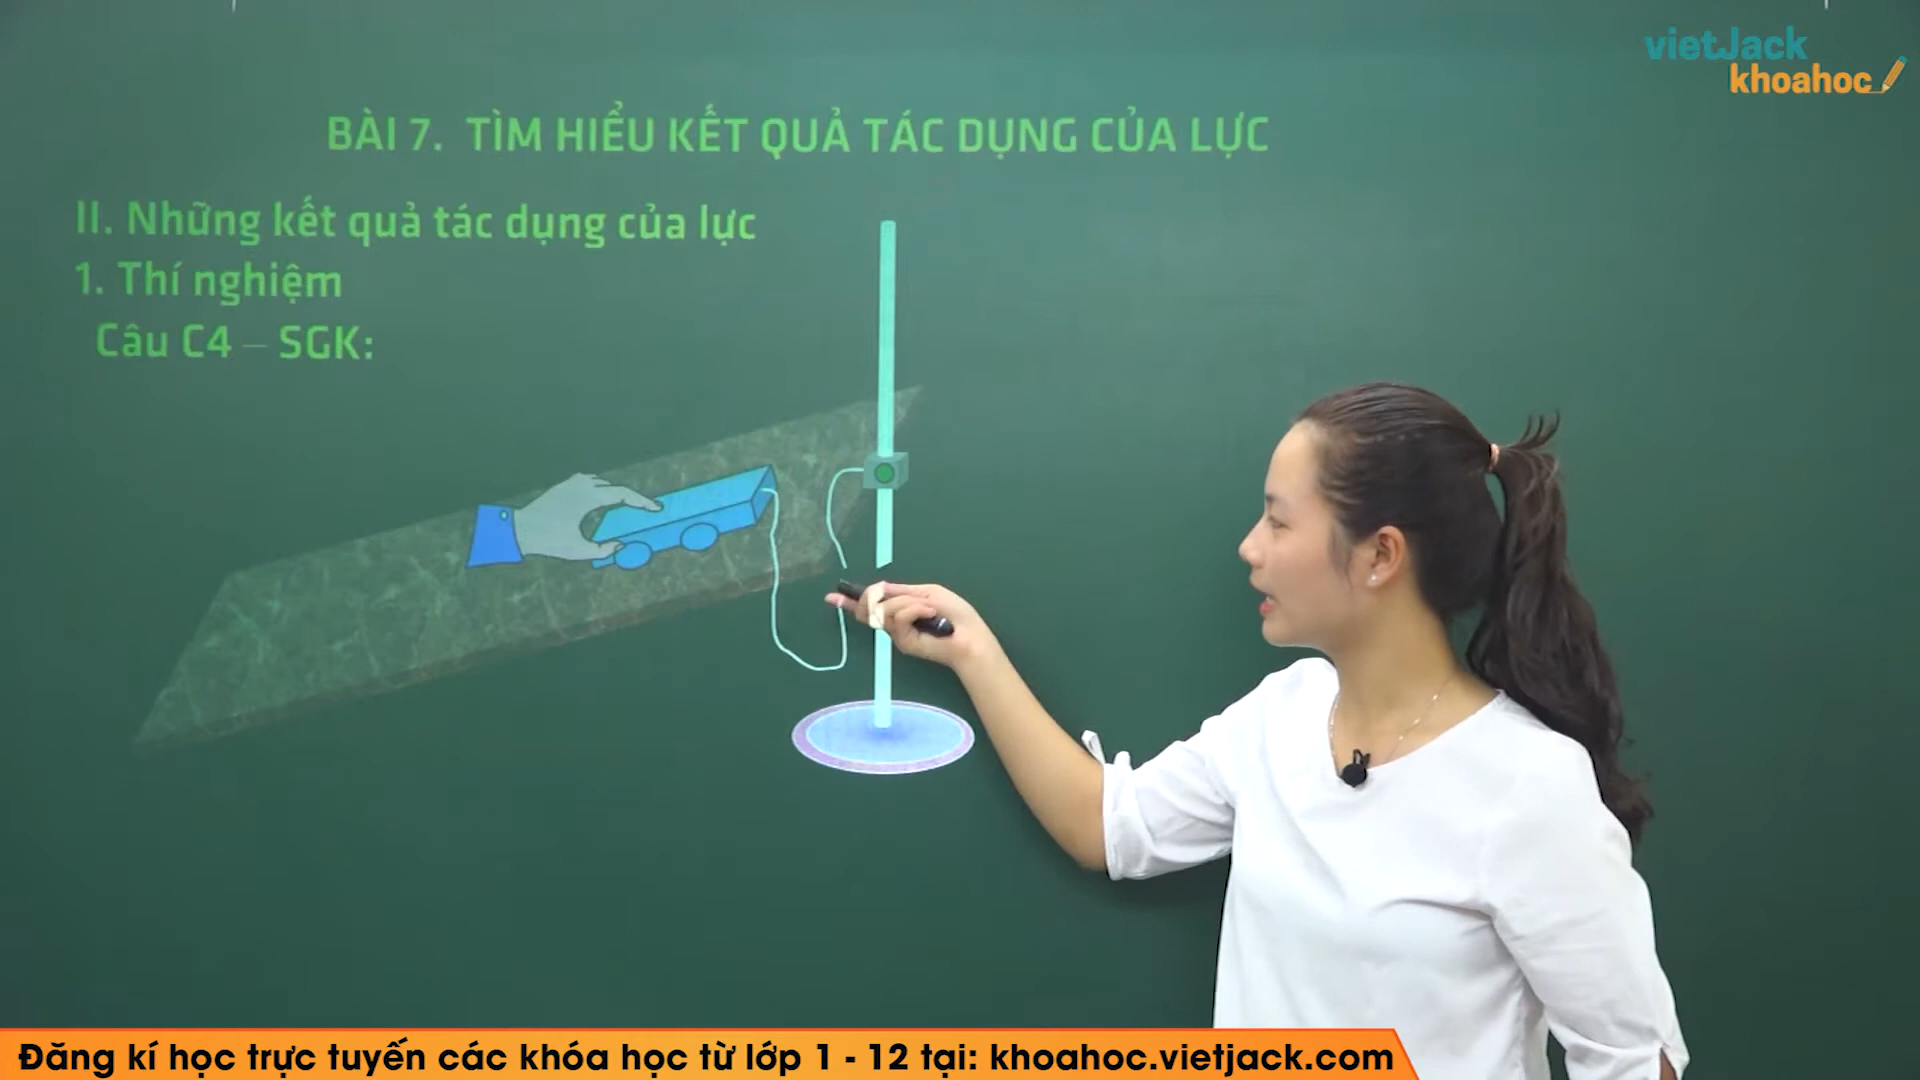 vietJack
khoahoc
BÀI 7. TÌM HIỂU KẾT QUẢ TÁC DỤNG CỦA LỰC
II. Những kết quả tác dụng của lực
1. Thí nghiệm
Câu C4 – SGK:
Đăng kí học trực tuyến các khóa học từ lớp 1 - 12 tại: khoahoc.vietjack.com